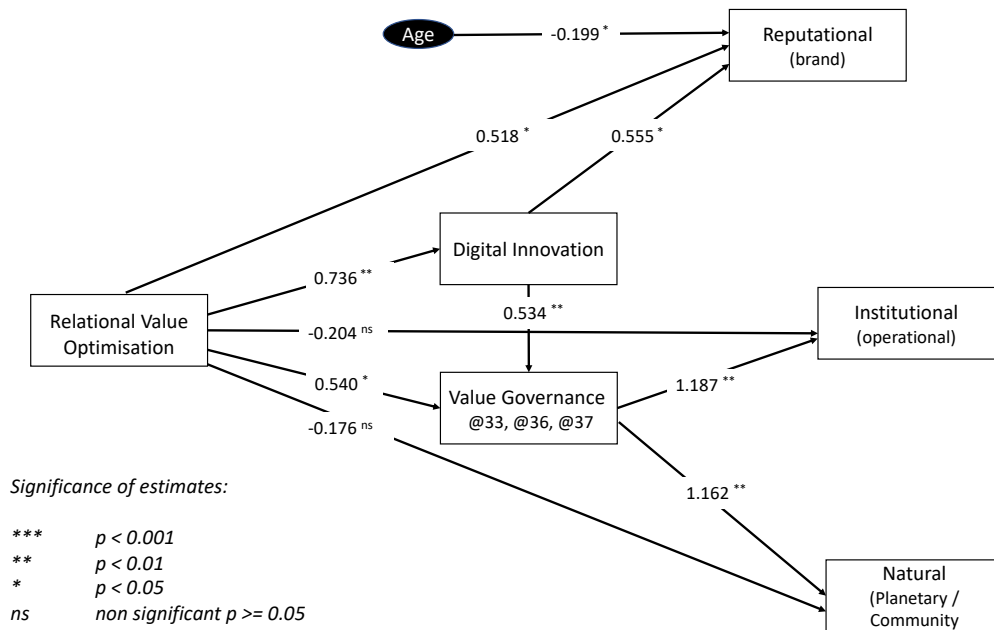 Age
-0.199 *
Reputational
(brand)
0.518 *
0.555 *
Digital Innovation
0.736 **
0.534 **
Relational Value
Optimisation
-0.204 ns
Institutional
(operational)
0.540 *
Value Governance
@33, @36, @37
1.187 **
-0.176 ns
1.162 **
Significance of estimates:
*** p < 0.001
** p < 0.01
* p < 0.05
ns non significant p >= 0.05
Natural
(Planetary /
Community